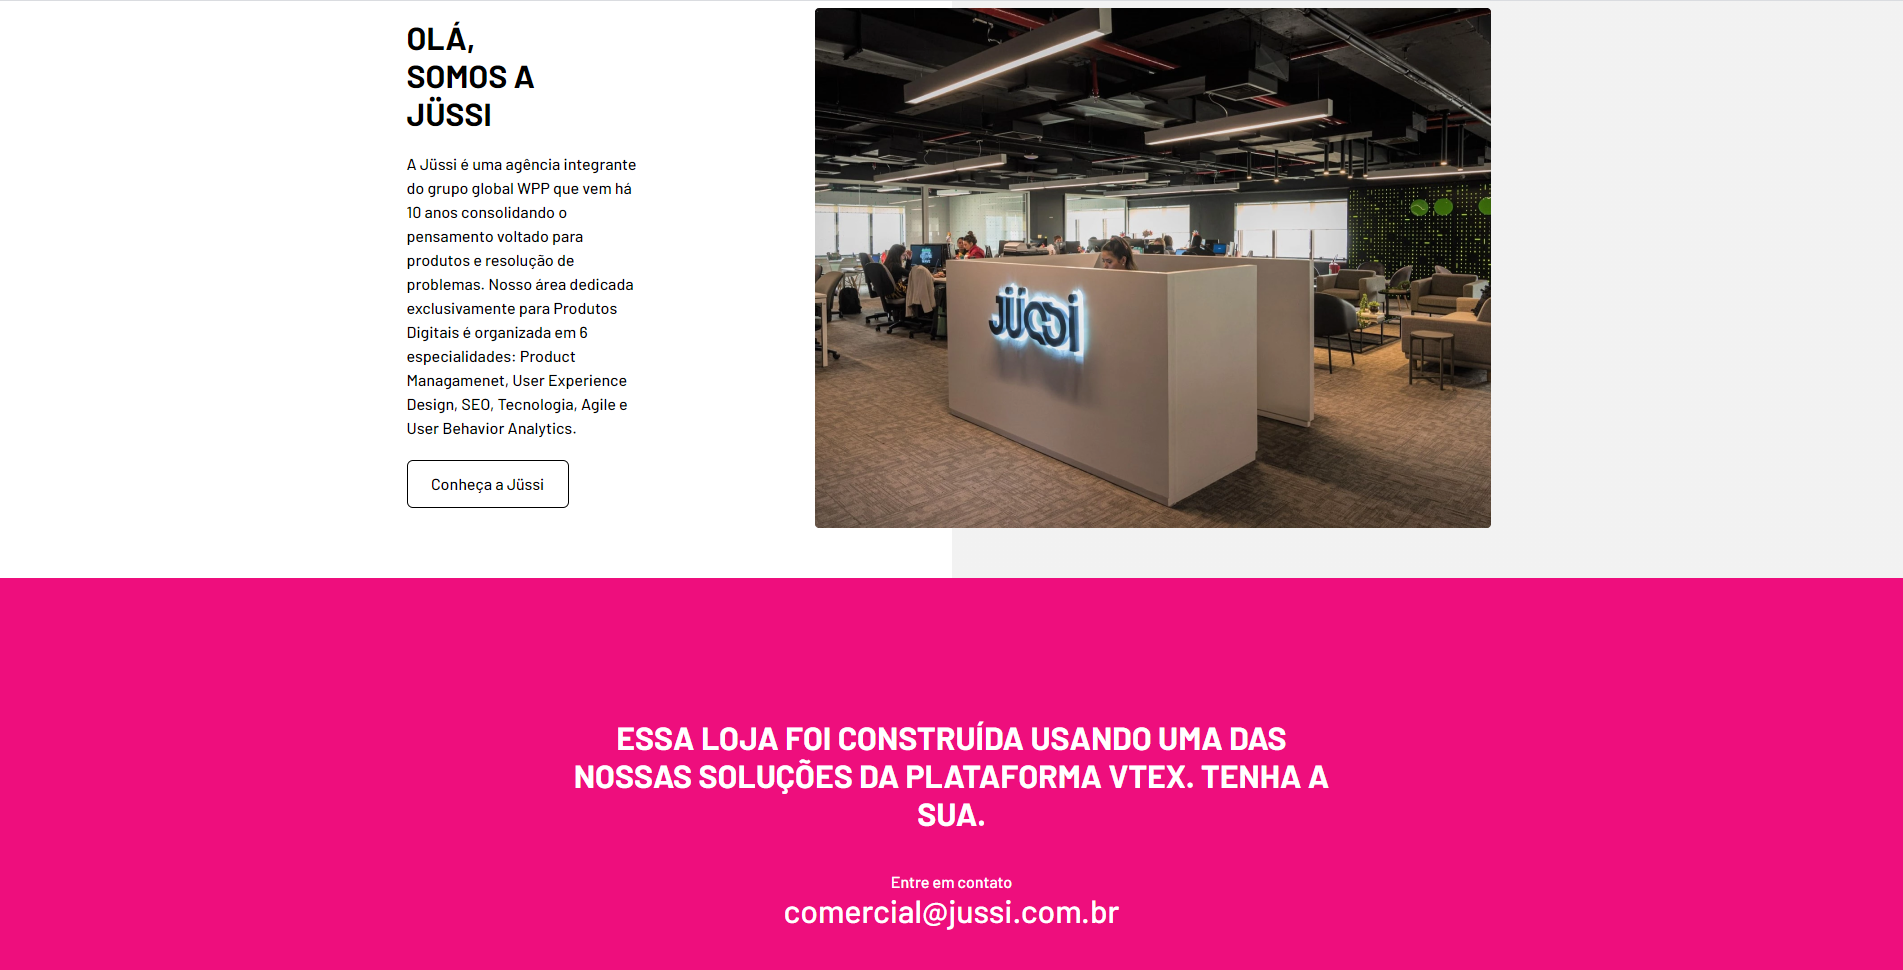 OLÁ,
SOMOS A
JÜSSI
A Jüssi é uma agência integrante
do grupo global WPP que vem há
10 anos consolidando o
pensamento voltado para
produtos e resolução de
problemas. Nosso área dedicada
exclusivamente para Produtos
Digitais é organizada em 6
especialidades: Product
Managamenet, User Experience
Design, SEO, Tecnologia, Agile e
User Behavior Analytics.
Conheça a Jüssi
jüssi
ESSA LOJA FOI CONSTRUÍDA USANDO UMA DAS
NOSSAS SOLUÇÕES DA PLATAFORMA VTEX. TENHA A
SUA.
Entre em contato
comercial@jussi.com.br